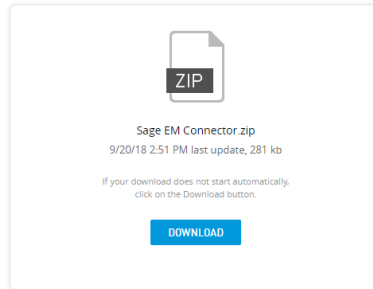 ZIP
Sage EM Connector.zip
9/20/18 2:51 PM last update, 281 kb
If your download does not start automatically,
click on the Download button.
DOWNLOAD